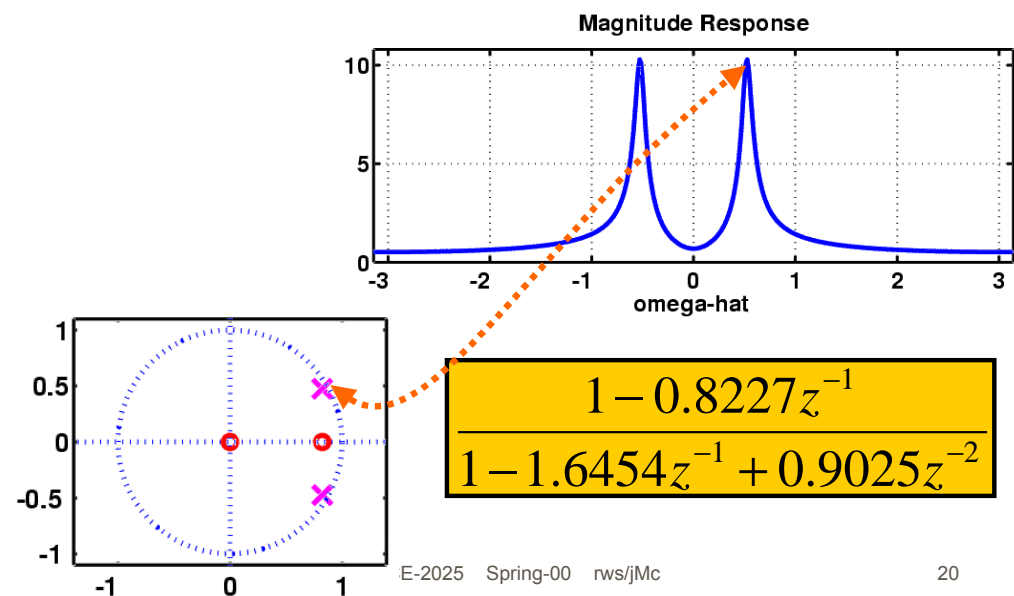 Magnitude Response
10
5
0
-3 -2 -1 0 1 2 3
omega-hat
1
0.5
0
-0.5
-1
-1 0 1
1−0.8227z⁻¹
1−1.6454z⁻¹ + 0.9025z⁻²
E-2025 Spring-00 rws/jMc 20